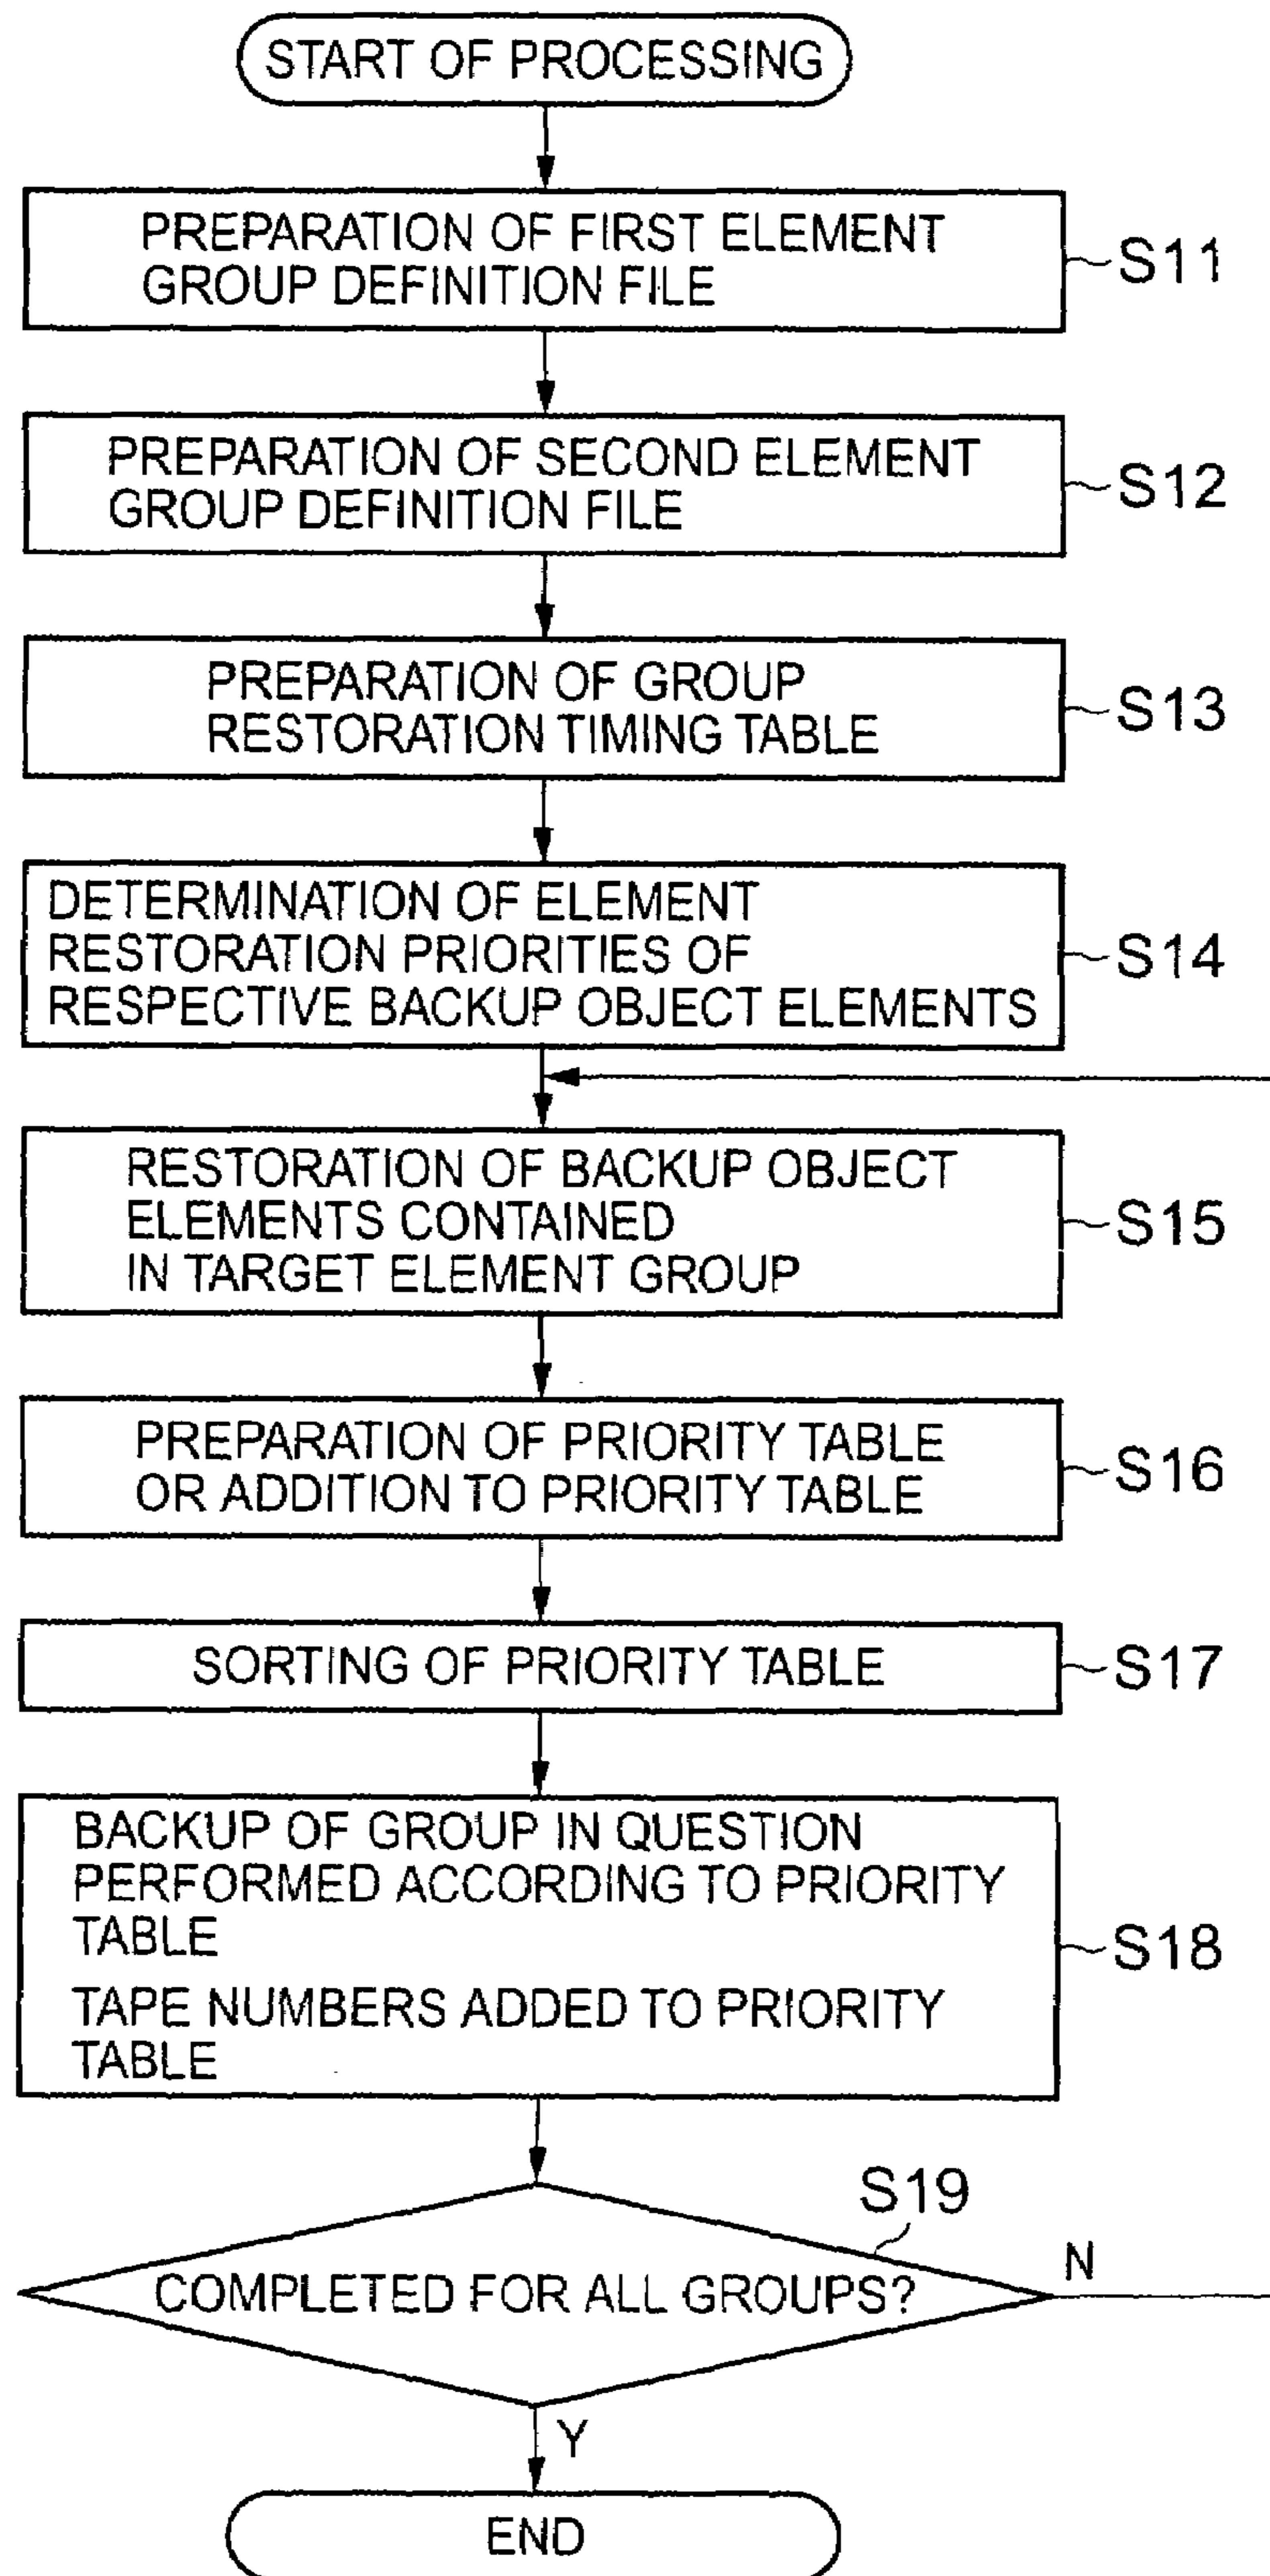 START OF PROCESSING
PREPARATION OF FIRST ELEMENT
GROUP DEFINITION FILE
S11
PREPARATION OF SECOND ELEMENT
GROUP DEFINITION FILE
S12
PREPARATION OF GROUP
RESTORATION TIMING TABLE
S13
DETERMINATION OF ELEMENT
RESTORATION PRIORITIES OF
RESPECTIVE BACKUP OBJECT ELEMENTS
S14
RESTORATION OF BACKUP OBJECT
ELEMENTS CONTAINED
IN TARGET ELEMENT GROUP
S15
PREPARATION OF PRIORITY TABLE
OR ADDITION TO PRIORITY TABLE
S16
SORTING OF PRIORITY TABLE
S17
BACKUP OF GROUP IN QUESTION
PERFORMED ACCORDING TO PRIORITY
TABLE
TAPE NUMBERS ADDED TO PRIORITY
TABLE
S18
S19
COMPLETED FOR ALL GROUPS?
N
Y
END